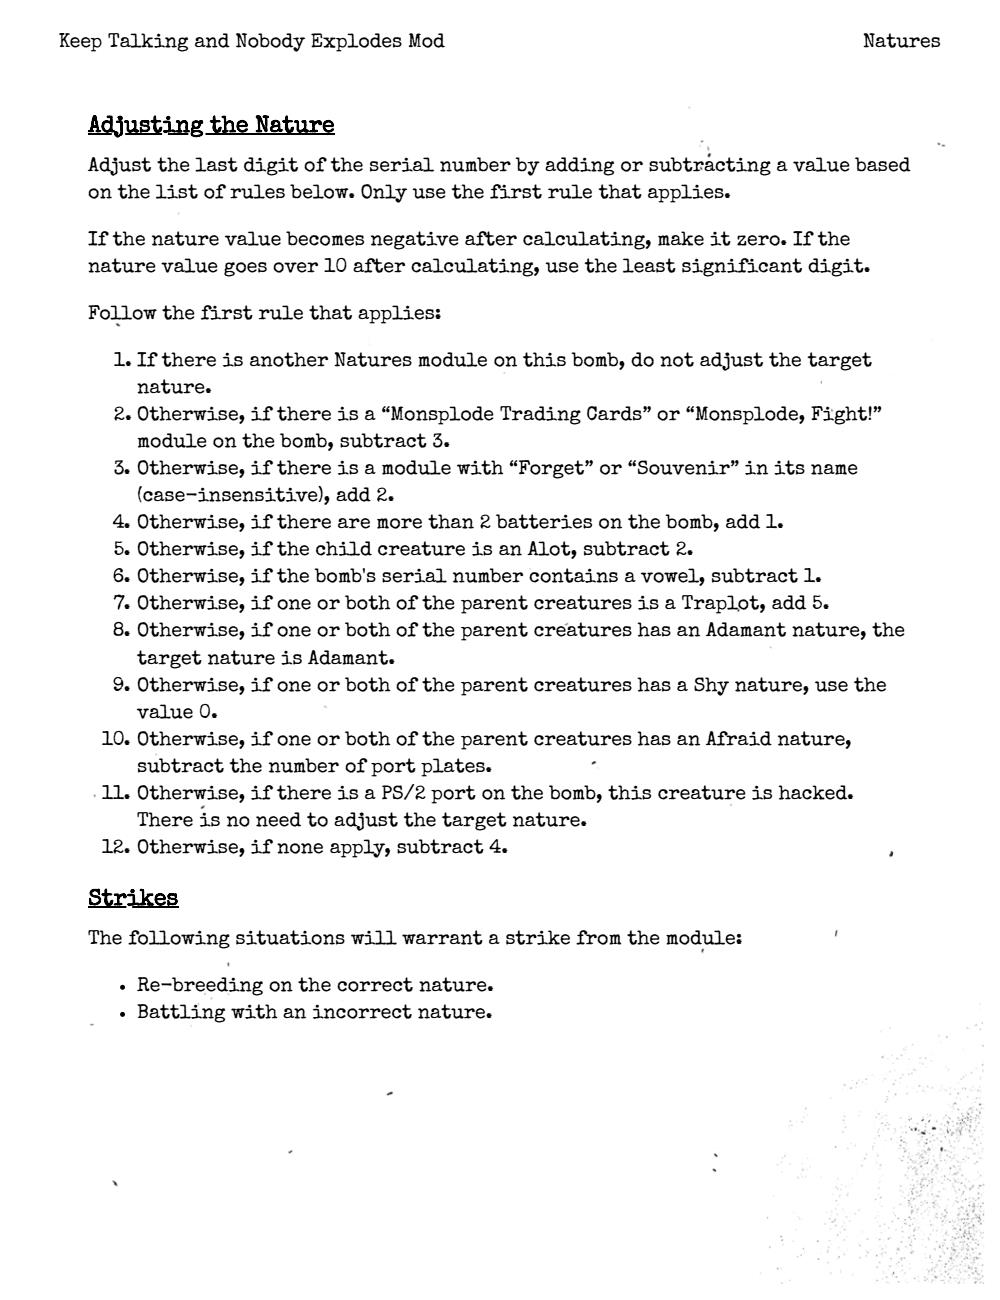 Keep Talking and Nobody Explodes Mod
Natures
Adjusting the Nature
Adjust the last digit of the serial number by adding or subtracting a value based
on the list of rules below. Only use the first rule that applies.
If the nature value becomes negative after calculating, make it zero. If the
nature value goes over 10 after calculating, use the least significant digit.
Follow the first rule that applies:
1. If there is another Natures module on this bomb, do not adjust the target
nature.
2. Otherwise, if there is a “Monsplode Trading Cards” or “Monsplode, Fight!”
module on the bomb, subtract 3.
3. Otherwise, if there is a module with “Forget” or “Souvenir” in its name
(case-insensitive), add 2.
4. Otherwise, if there are more than 2 batteries on the bomb, add 1.
5. Otherwise, if the child creature is an Alot, subtract 2.
6. Otherwise, if the bomb's serial number contains a vowel, subtract 1.
7. Otherwise, if one or both of the parent creatures is a Traplot, add 5.
8. Otherwise, if one or both of the parent creatures has an Adamant nature, the
target nature is Adamant.
9. Otherwise, if one or both of the parent creatures has a Shy nature, use the
value 0.
10. Otherwise, if one or both of the parent creatures has an Afraid nature,
subtract the number of port plates.
11. Otherwise, if there is a PS/2 port on the bomb, this creature is hacked.
There is no need to adjust the target nature.
12. Otherwise, if none apply, subtract 4.
Strikes
The following situations will warrant a strike from the module:
• Re-breeding on the correct nature.
• Battling with an incorrect nature.